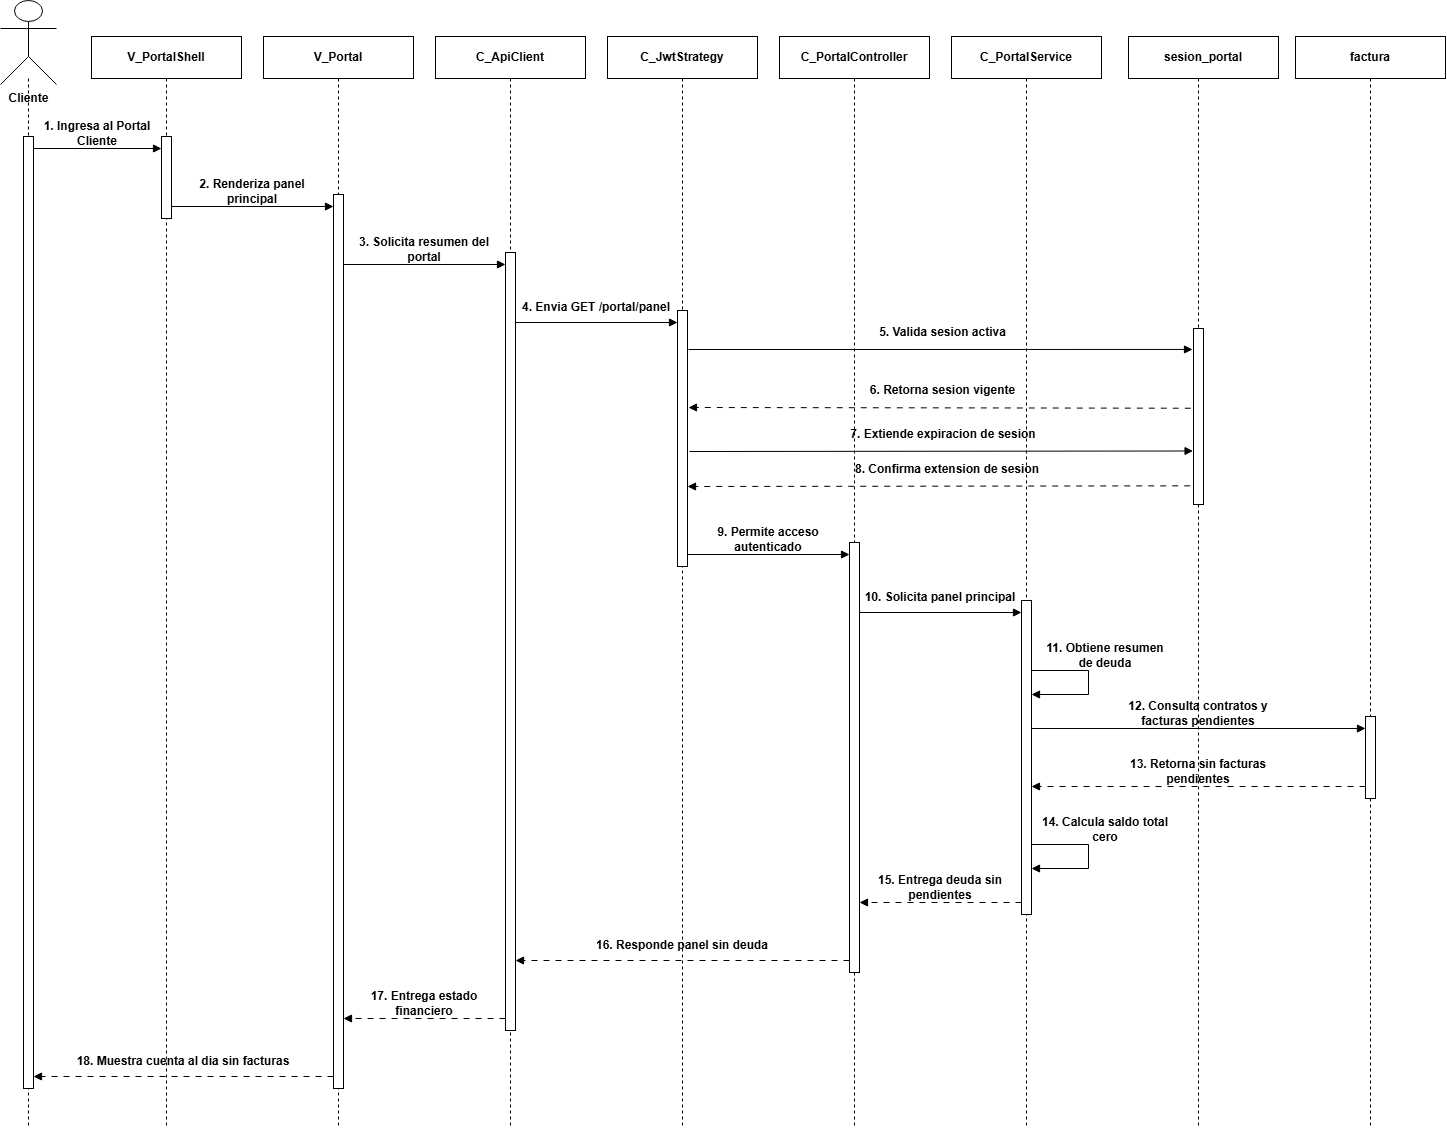 V_PortalShell
V_Portal
C_ApiClient
C_JwtStrategy
C_PortalController
C_PortalService
sesion_portal
factura
Cliente
1. Ingresa al Portal
Cliente
2. Renderiza panel
principal
3. Solicita resumen del
portal
4. Envia GET /portal/panel
5. Valida sesion activa
6. Retorna sesion vigente
7. Extiende expiracion de sesion
8. Confirma extension de sesion
9. Permite acceso
autenticado
10. Solicita panel principal
11. Obtiene resumen
de deuda
12. Consulta contratos y
facturas pendientes
13. Retorna sin facturas
pendientes
14. Calcula saldo total
cero
15. Entrega deuda sin
pendientes
16. Responde panel sin deuda
17. Entrega estado
financiero
18. Muestra cuenta al dia sin facturas